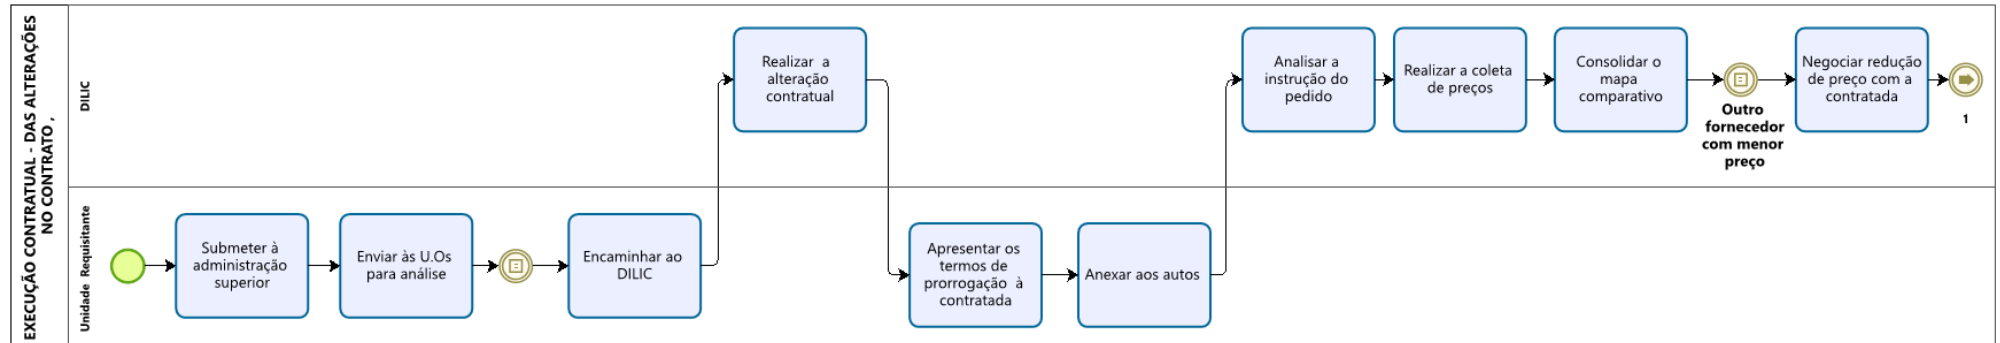 EXECUÇÃO CONTRATUAL - DAS ALTERAÇÕES
NO CONTRATO ,
DILIC
Realizar a
alteração
contratual
Analisar a
instrução do
pedido
Realizar a coleta
de preços
Consolidar o
mapa
comparativo
Outro
fornecedor
com menor
preço
Negociar redução
de preço com a
contratada
1
Unidade Requisitante
Submeter à
administração
superior
Enviar às U.Os
para análise
Encaminhar ao
DILIC
Apresentar os
termos de
prorrogação à
contratada
Anexar aos autos